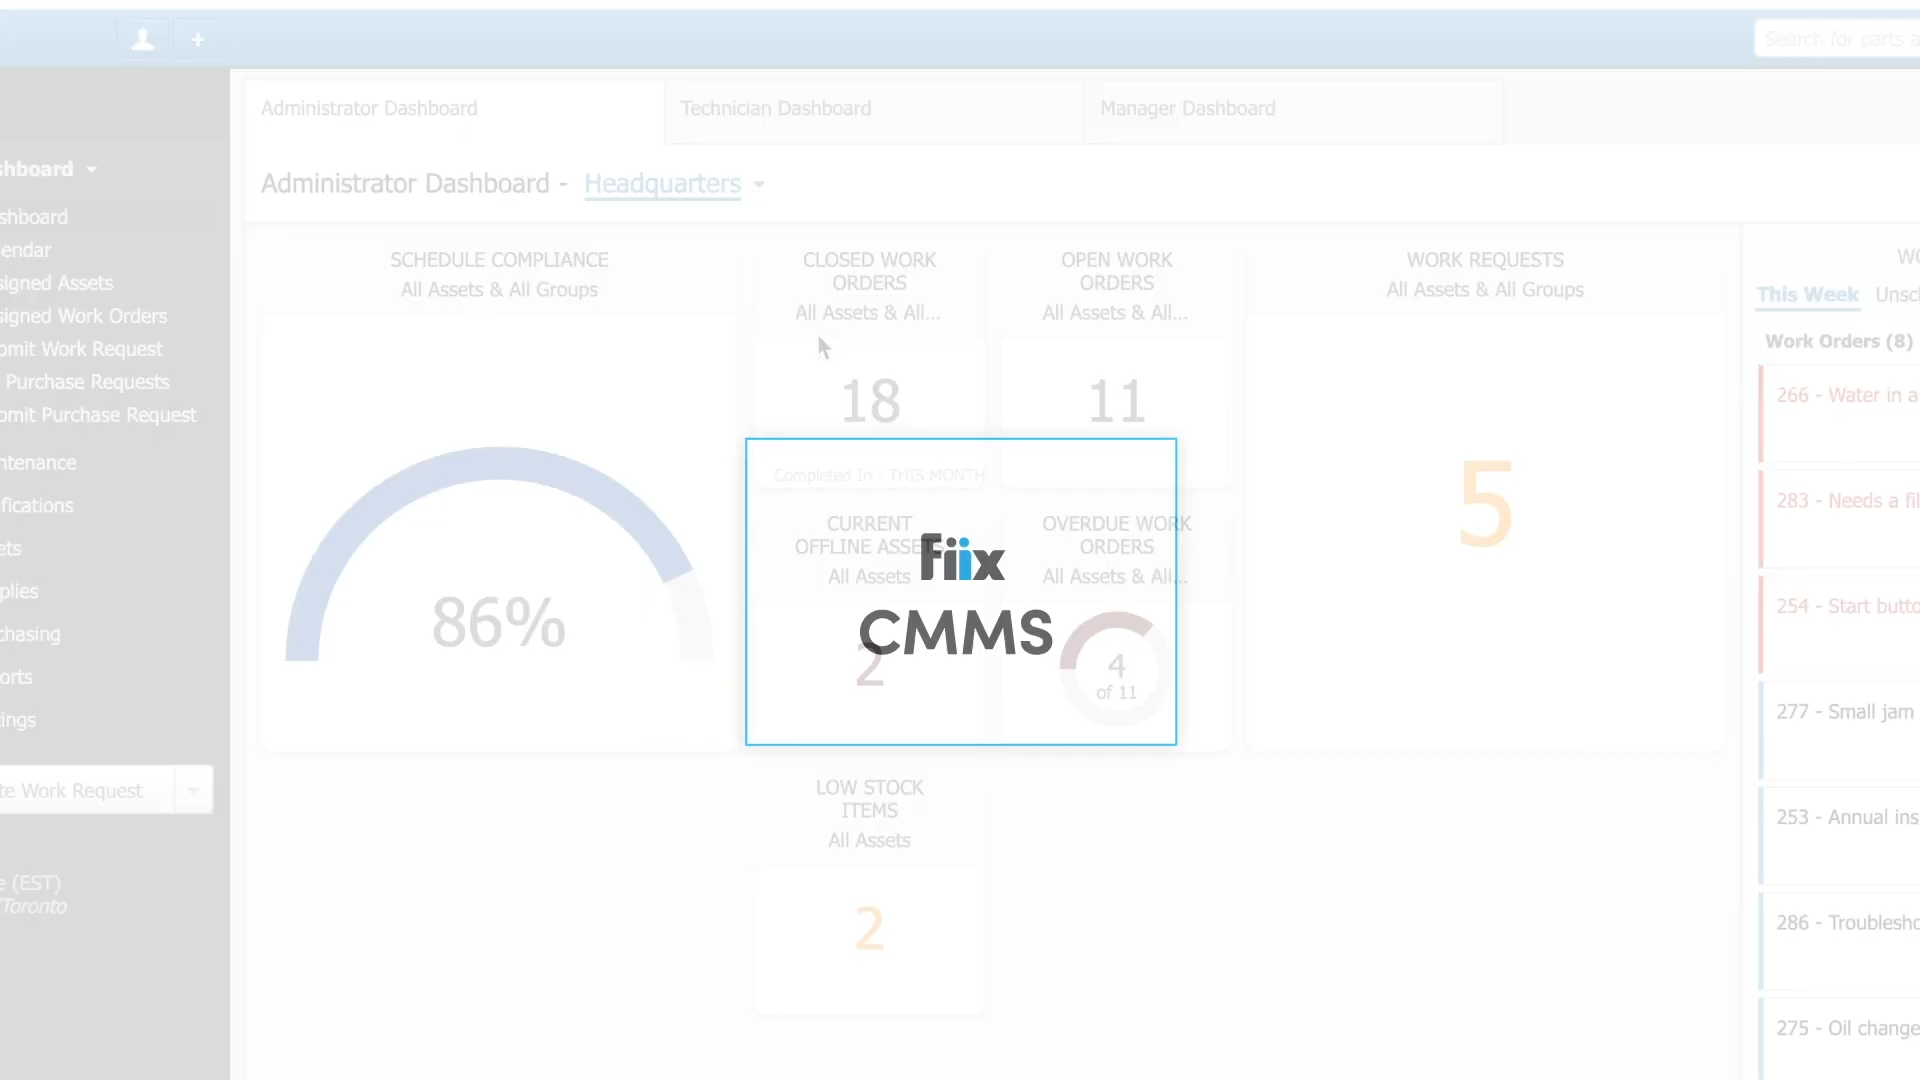 +
Search for parts a
Administrator Dashboard
Technician Dashboard
Manager Dashboard
shboard
Administrator Dashboard - Headquarters
shboard
endar
signed Assets
signed Work Orders
omit Work Request
Purchase Requests
omit Purchase Request
ntenance
ifications
ets
plies
chasing
orts
ings
te Work Request
e (EST)
/Toronto
SCHEDULE COMPLIANCE
All Assets & All Groups
86%
CLOSED WORK
ORDERS
All Assets & All...
18
Completed In - THIS MONTH
OPEN WORK
ORDERS
All Assets & All...
11
CURRENT
OFFLINE ASSETS
All Assets
2
OVERDUE WORK
ORDERS
All Assets & All...
4
of 11
Fiix
CMMS
LOW STOCK
ITEMS
All Assets
2
WORK REQUESTS
All Assets & All Groups
5
WO
This Week Unsch
Work Orders (8)
266 - Water in a
283 - Needs a fil
254 - Start butto
277 - Small jam
253 - Annual ins
286 - Troublesho
275 - Oil change